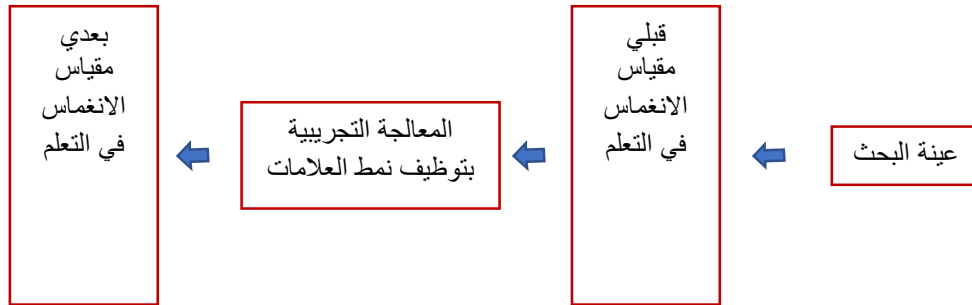 عينة البحث
قبلي
مقياس
الانغماس
في التعلم
المعالجة التجريبية
بتوظيف نمط العلامات
بعدي
مقياس
الانغماس
في التعلم